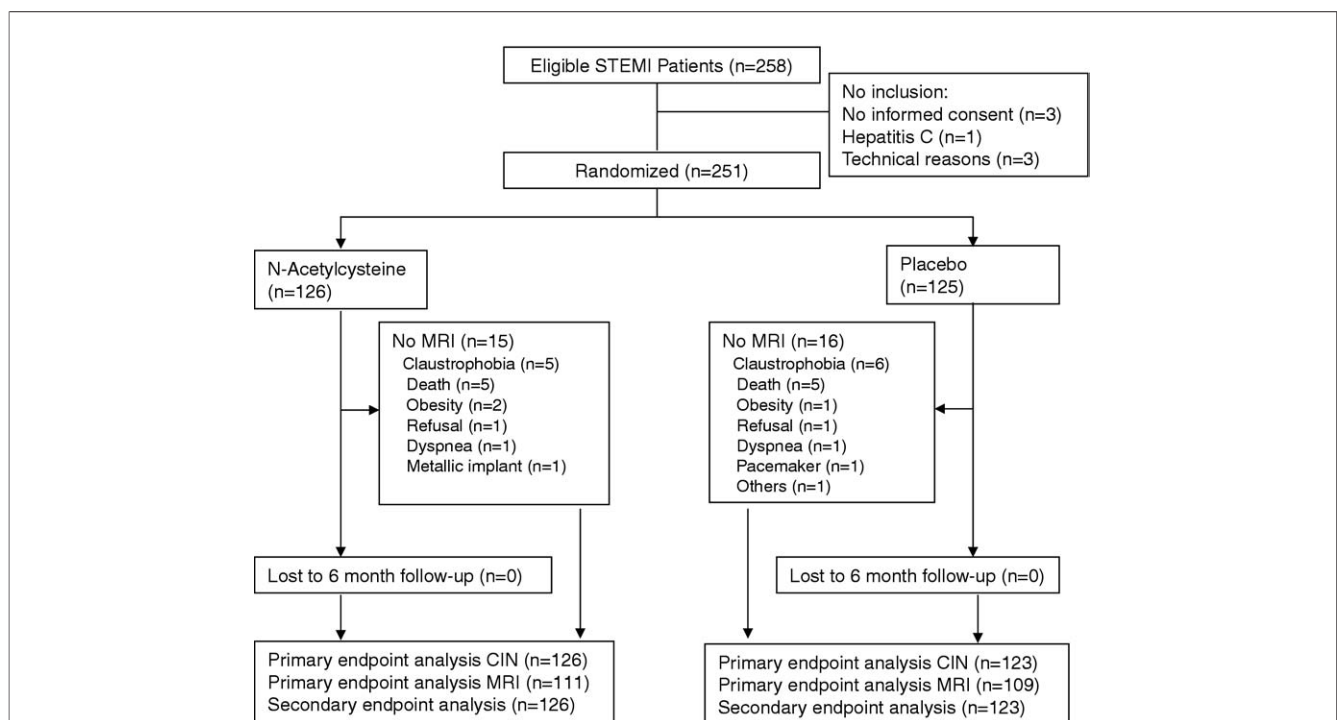 Eligible STEMI Patients (n=258)
No inclusion:
No informed consent (n=3)
Hepatitis C (n=1)
Technical reasons (n=3)
Randomized (n=251)
N-Acetylcysteine
(n=126)
Placebo
(n=125)
No MRI (n=15)
Claustrophobia (n=5)
Death (n=5)
Obesity (n=2)
Refusal (n=1)
Dyspnea (n=1)
Metallic implant (n=1)
No MRI (n=16)
Claustrophobia (n=6)
Death (n=5)
Obesity (n=1)
Refusal (n=1)
Dyspnea (n=1)
Pacemaker (n=1)
Others (n=1)
Lost to 6 month follow-up (n=0)
Lost to 6 month follow-up (n=0)
Primary endpoint analysis CIN (n=126)
Primary endpoint analysis MRI (n=111)
Secondary endpoint analysis (n=126)
Primary endpoint analysis CIN (n=123)
Primary endpoint analysis MRI (n=109)
Secondary endpoint analysis (n=123)